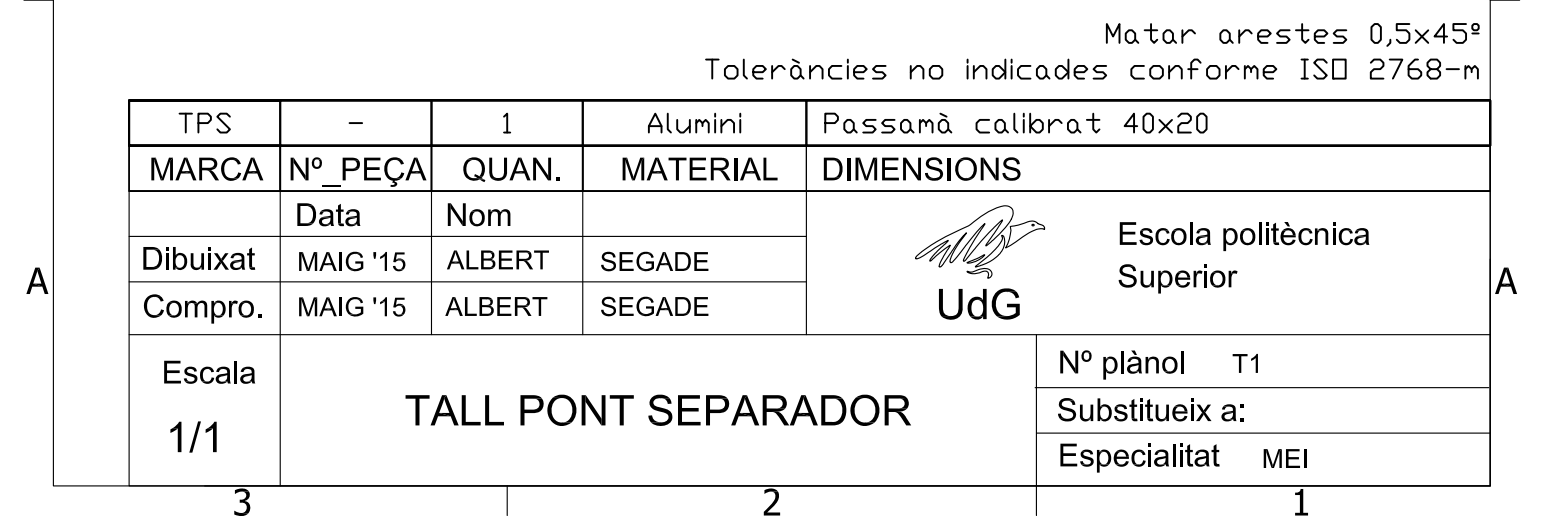 Matar arestes 0,5x45º
Toleràncies no indicades conforme ISO 2768-m
TPS - 1 Alumini Passamà calibrat 40x20
MARCA Nº_PEÇA QUAN. MATERIAL DIMENSIONS
Data Nom
Dibuixat MAIG '15 ALBERT SEGADE
Compro. MAIG '15 ALBERT SEGADE
UdG
Escola politècnica
Superior
A
A
Escala
1/1
TALL PONT SEPARADOR
Nº plànol T1
Substitueix a:
Especialitat MEI
3 2 1